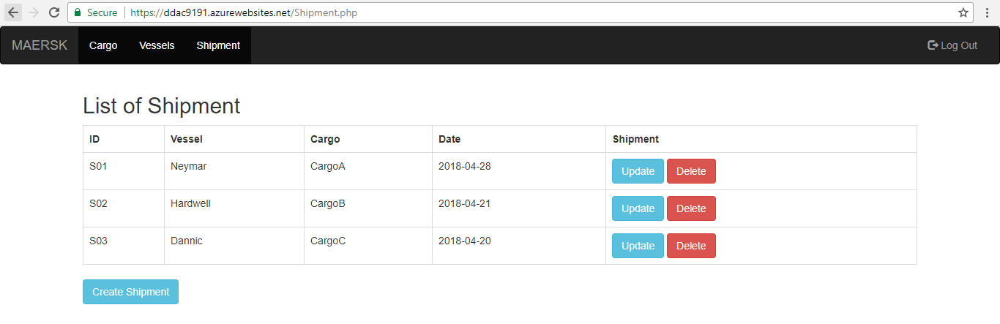 Secure https://ddac9191.azurewebsites.net/Shipment.php
MAERSK Cargo Vessels Shipment Log Out
List of Shipment
ID Vessel Cargo Date Shipment
S01 Neymar CargoA 2018-04-28 Update Delete
S02 Hardwell CargoB 2018-04-21 Update Delete
S03 Dannic CargoC 2018-04-20 Update Delete
Create Shipment